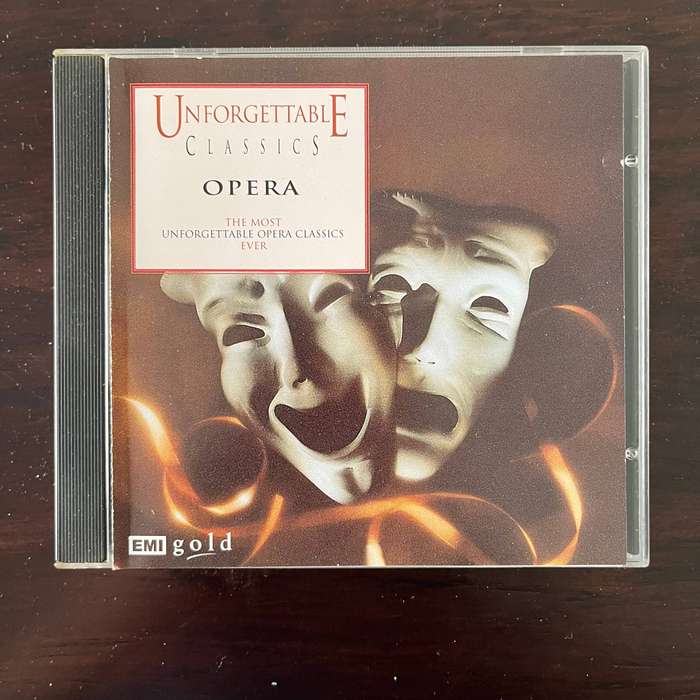 UNFORGETTABLE
CLASSICS
OPERA
THE MOST
UNFORGETTABLE OPERA CLASSICS
EVER
EMI gold